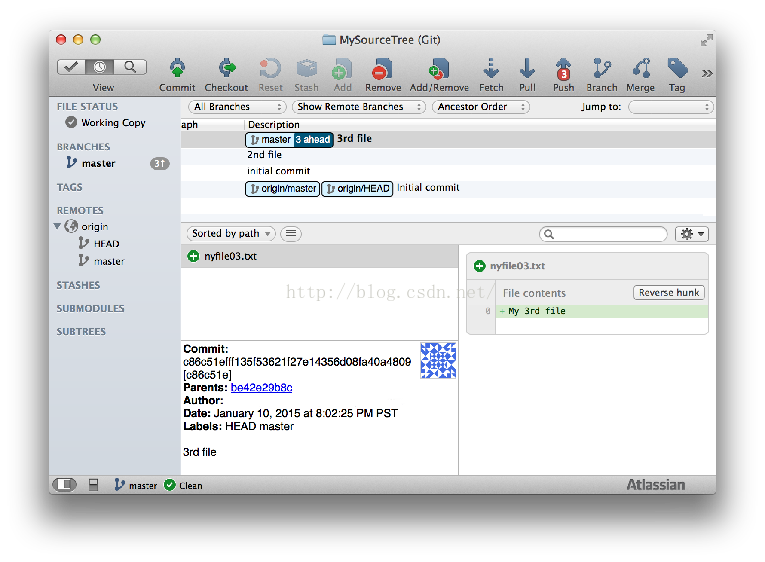 MySourceTree (Git)
View Commit Checkout Reset Stash Add Remove Add/Remove Fetch Pull 3 Push Branch Merge Tag
FILE STATUS
Working Copy
BRANCHES
master 3↑
TAGS
REMOTES
origin
HEAD
master
STASHES
SUBMODULES
SUBTREES
All Branches Show Remote Branches Ancestor Order Jump to:
aph Description
master 3 ahead 3rd file
2nd file
initial commit
origin/master origin/HEAD Initial commit
Sorted by path
nyfile03.txt
nyfile03.txt
File contents Reverse hunk
0 + My 3rd file
http://blog.csdn.net/
Commit:
c86c51efff135f53621f27e14356d08fa40a4809
[c86c51e]
Parents: be42e29b8c
Author:
Date: January 10, 2015 at 8:02:25 PM PST
Labels: HEAD master
3rd file
master Clean
Atlassian